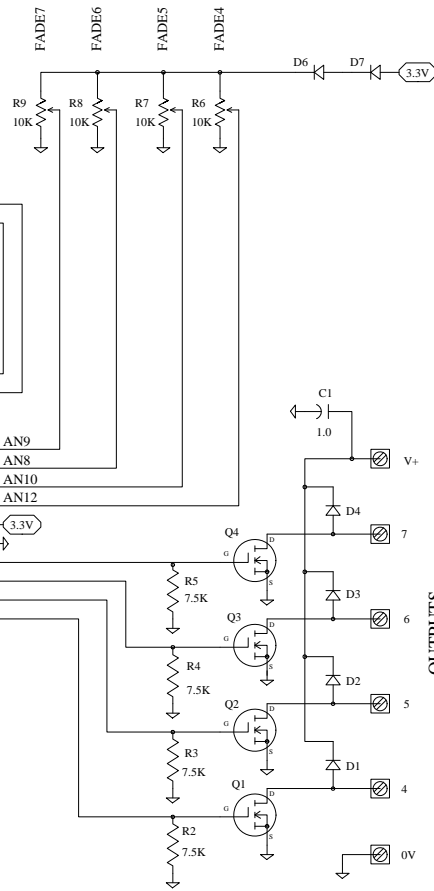 FADE7
FADE6
FADE5
FADE4
D6
D7
3.3V
R9
10K
R8
10K
R7
10K
R6
10K
C1
1.0
AN9
AN8
AN10
AN12
3.3V
V+
D4
7
Q4
G
D
S
R5
7.5K
D3
6
Q3
G
D
S
R4
7.5K
D2
5
Q2
G
D
S
R3
7.5K
D1
4
Q1
G
D
S
R2
7.5K
0V
OUTPUTS